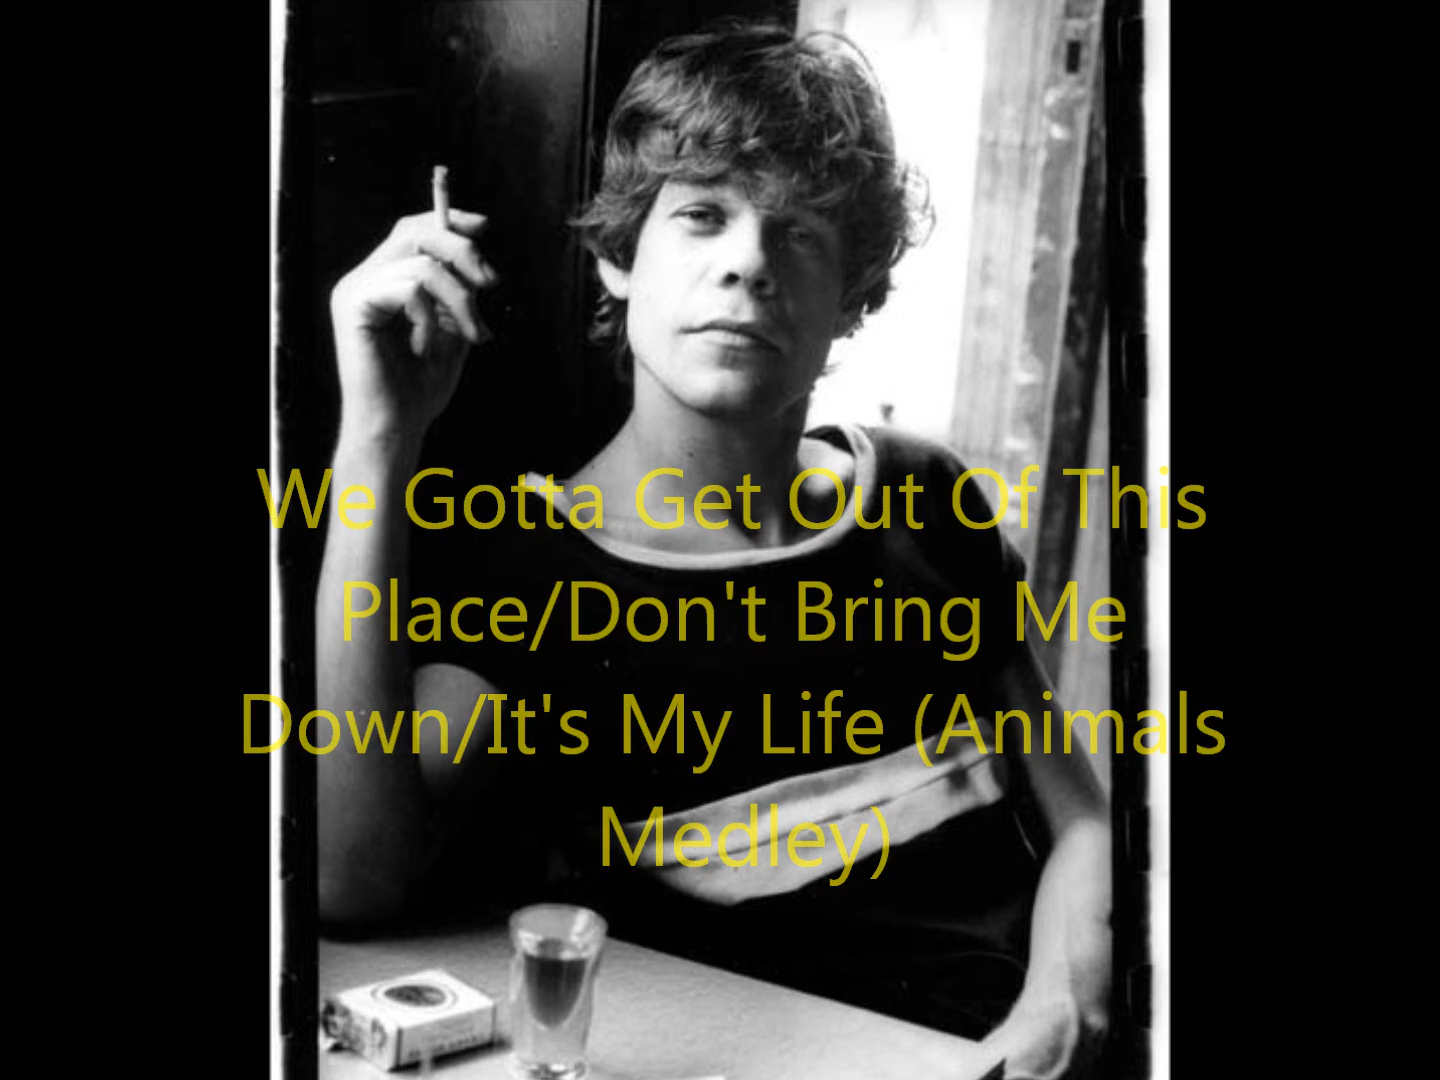 We Gotta Get Out Of This
Place/Don't Bring Me
Down/It's My Life (Animals
Medley)